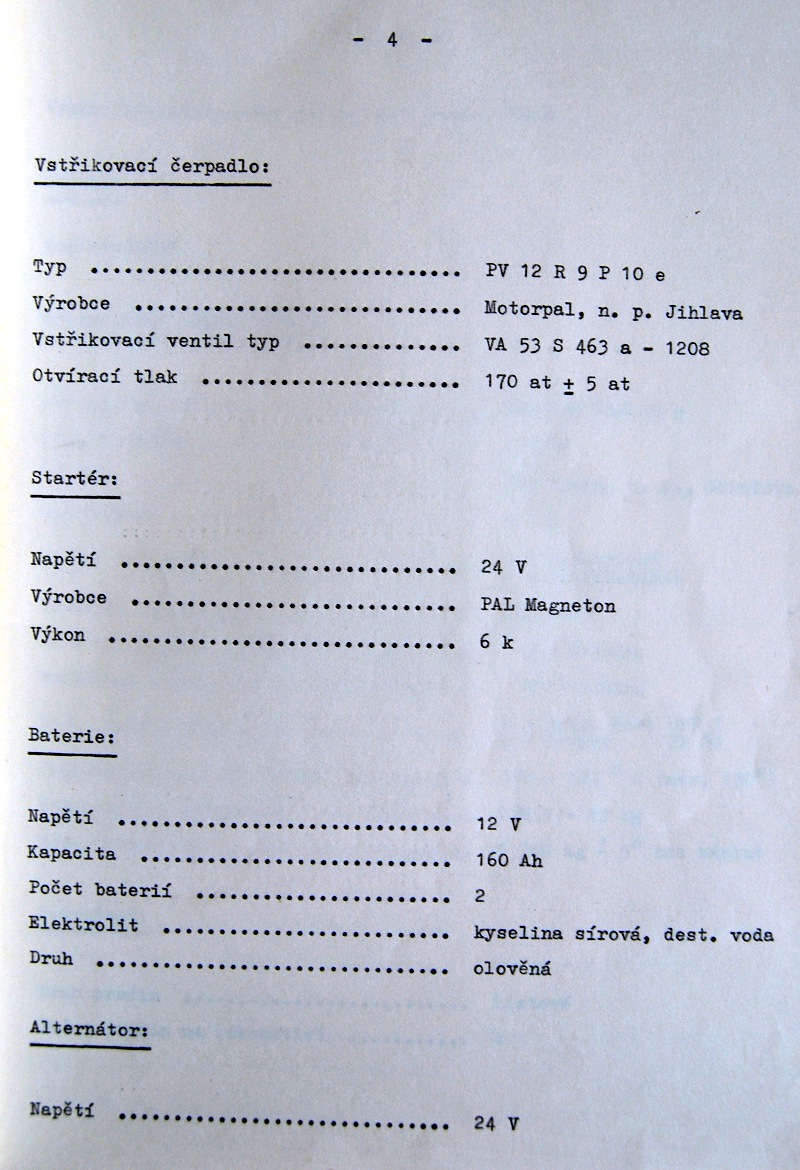 - 4 -
Vstřikovací čerpadlo:
Typ ................................. PV 12 R 9 P 10 e
Výrobce ............................. Motorpal, n. p. Jihlava
Vstřikovací ventil typ .............. VA 53 S 463 a - 1208
Otvírací tlak ....................... 170 at ± 5 at
Startér:
Napětí .............................. 24 V
Výrobce ............................. PAL Magneton
Výkon ............................... 6 k
Baterie:
Napětí .............................. 12 V
Kapacita ............................ 160 Ah
Počet baterií ....................... 2
Elektrolit .......................... kyselina sírová, dest. voda
Druh ................................ olověná
Alternátor:
Napětí .............................. 24 V